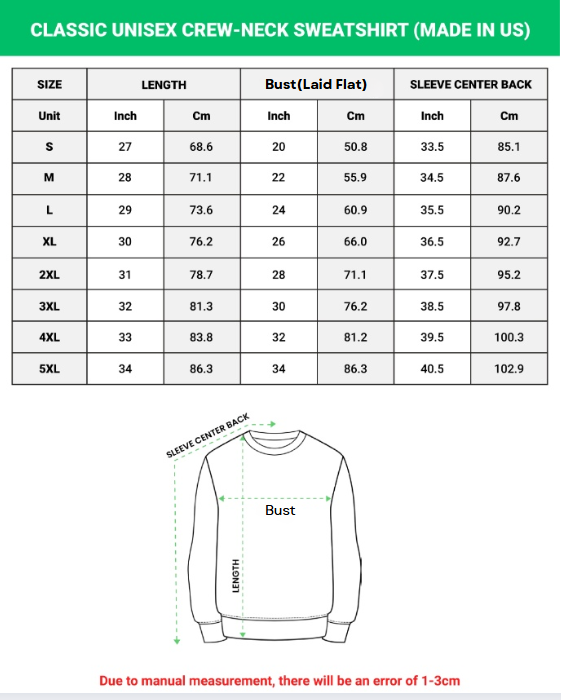 CLASSIC UNISEX CREW-NECK SWEATSHIRT (MADE IN US)
SIZE LENGTH Bust(Laid Flat) SLEEVE CENTER BACK
Unit Inch Cm Inch Cm Inch Cm
S 27 68.6 20 50.8 33.5 85.1
M 28 71.1 22 55.9 34.5 87.6
L 29 73.6 24 60.9 35.5 90.2
XL 30 76.2 26 66.0 36.5 92.7
2XL 31 78.7 28 71.1 37.5 95.2
3XL 32 81.3 30 76.2 38.5 97.8
4XL 33 83.8 32 81.2 39.5 100.3
5XL 34 86.3 34 86.3 40.5 102.9
SLEEVE CENTER BACK
Bust
LENGTH
Due to manual measurement, there will be an error of 1-3cm